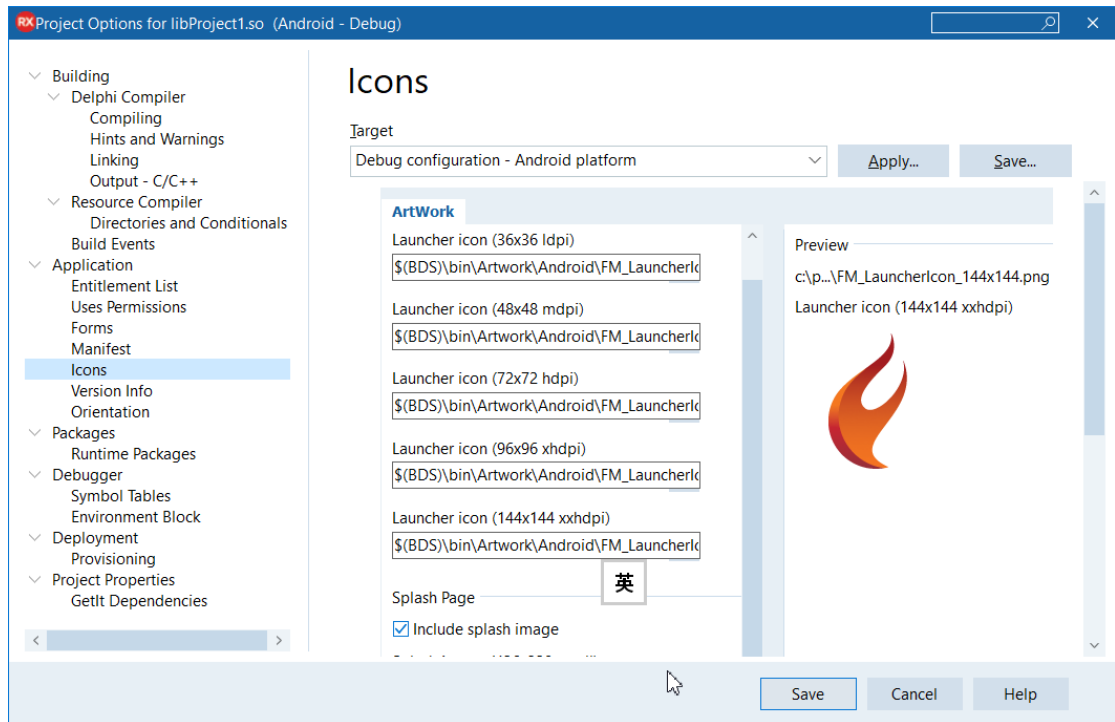 RX Project Options for libProject1.so (Android - Debug)
Building
Delphi Compiler
Compiling
Hints and Warnings
Linking
Output - C/C++
Resource Compiler
Directories and Conditionals
Build Events
Application
Entitlement List
Uses Permissions
Forms
Manifest
Icons
Version Info
Orientation
Packages
Runtime Packages
Debugger
Symbol Tables
Environment Block
Deployment
Provisioning
Project Properties
GetIt Dependencies
Icons
Target
Debug configuration - Android platform
Apply...
Save...
ArtWork
Launcher icon (36x36 ldpi)
$(BDS)\bin\Artwork\Android\FM_LauncherIc
Launcher icon (48x48 mdpi)
$(BDS)\bin\Artwork\Android\FM_LauncherIc
Launcher icon (72x72 hdpi)
$(BDS)\bin\Artwork\Android\FM_LauncherIc
Launcher icon (96x96 xhdpi)
$(BDS)\bin\Artwork\Android\FM_LauncherIc
Launcher icon (144x144 xxhdpi)
$(BDS)\bin\Artwork\Android\FM_LauncherIc
英
Splash Page
Include splash image
Preview
c:\p...\FM_LauncherIcon_144x144.png
Launcher icon (144x144 xxhdpi)
Save
Cancel
Help